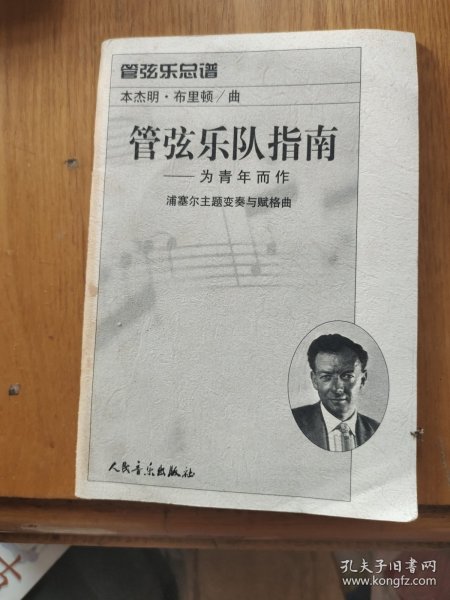 管弦乐总谱
本杰明·布里顿/曲
管弦乐队指南
——为青年而作
浦塞尔主题变奏与赋格曲
人民音乐出版社
孔夫子旧书网
www.kongfz.com